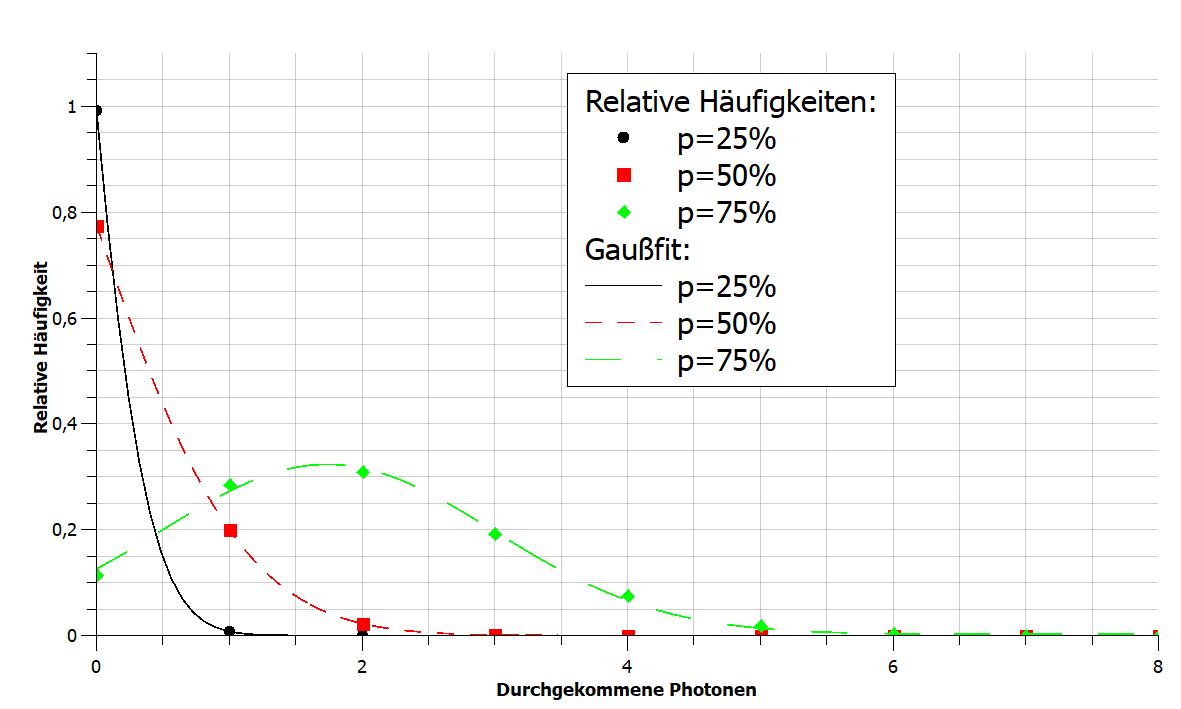 Relative Häufigkeiten:
p=25%
p=50%
p=75%
Gaußfit:
p=25%
p=50%
p=75%
Relative Häufigkeit
1
0,8
0,6
0,4
0,2
0
0 2 4 6 8
Durchgekommene Photonen